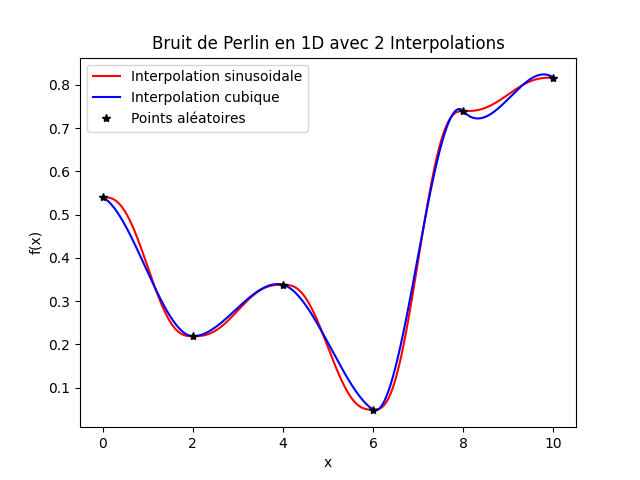 Bruit de Perlin en 1D avec 2 Interpolations
Interpolation sinusoidale
Interpolation cubique
Points aléatoires
f(x)
0.8
0.7
0.6
0.5
0.4
0.3
0.2
0.1
0 2 4 6 8 10
x